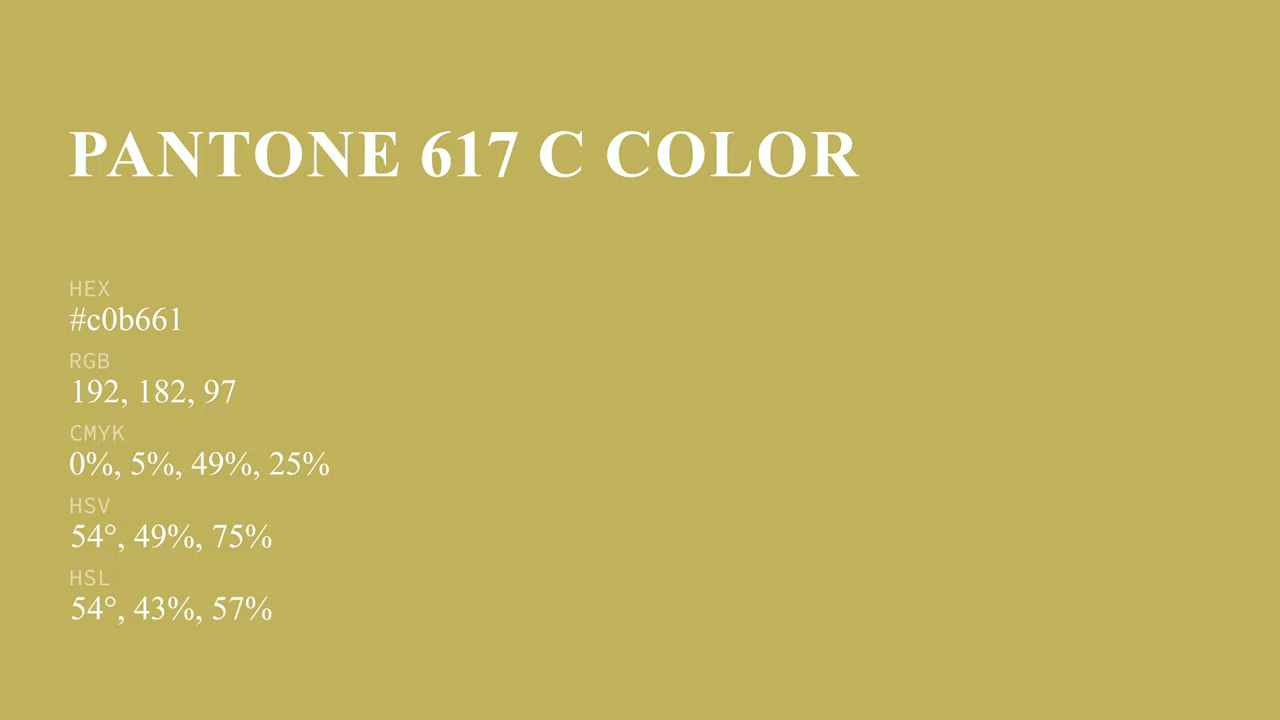 PANTONE 617 C COLOR
HEX
#c0b661
RGB
192, 182, 97
CMYK
0%, 5%, 49%, 25%
HSV
54°, 49%, 75%
HSL
54°, 43%, 57%